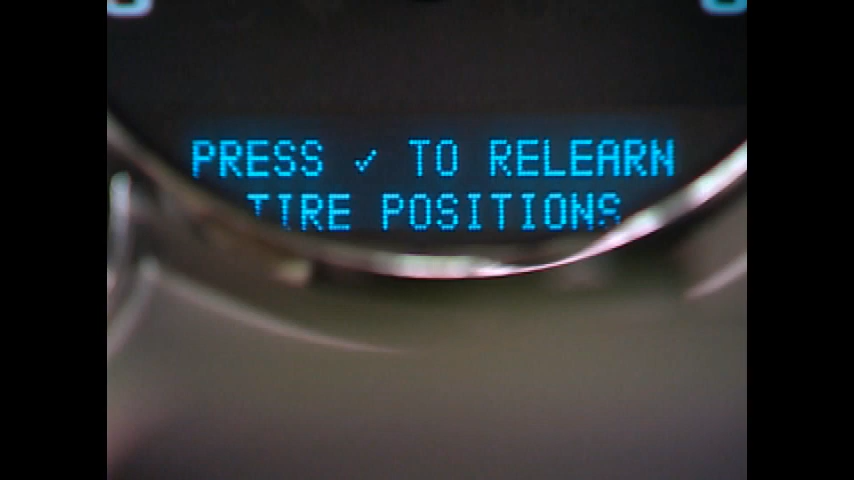 PRESS ✓ TO RELEARN
TIRE POSITIONS